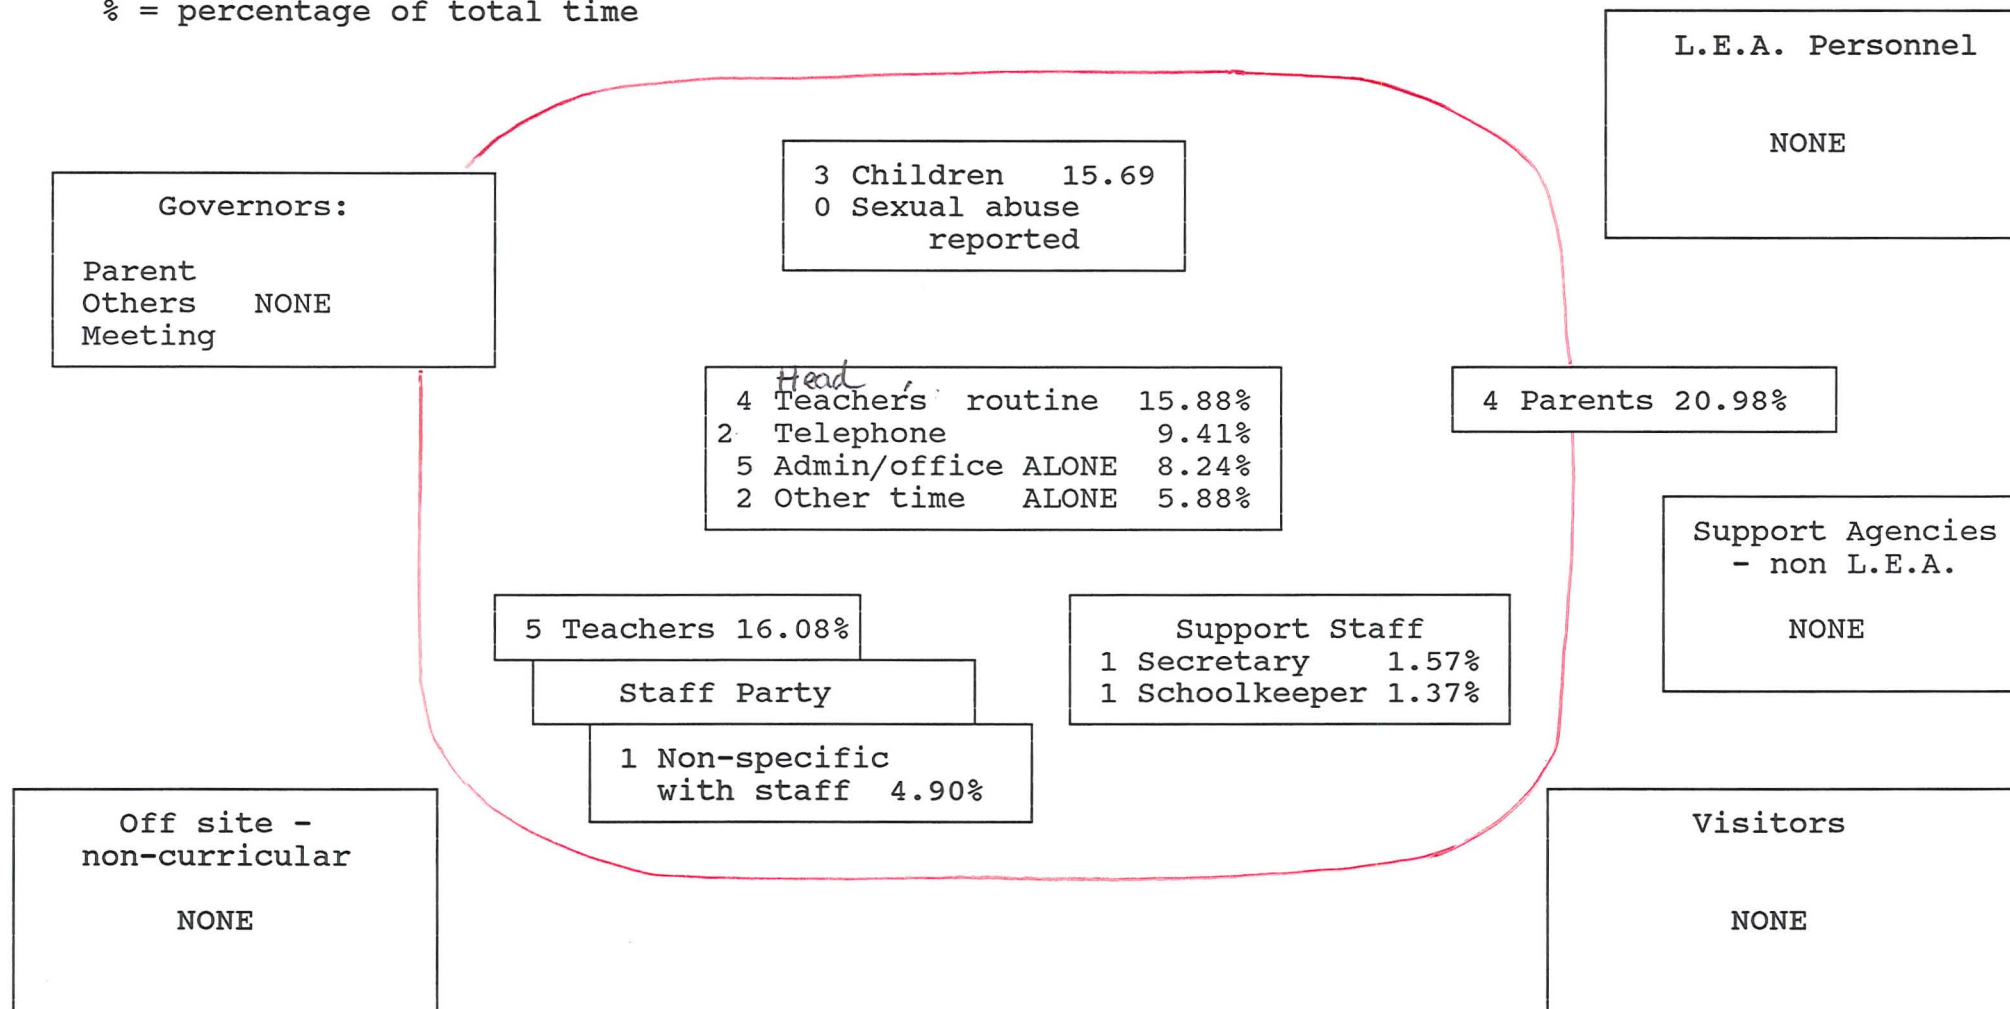 % = percentage of total time
L.E.A. Personnel
NONE
3 Children 15.69
0 Sexual abuse
reported
Governors:
Parent
Others NONE
Meeting
Head
4 Teacher's routine 15.88%
2 Telephone 9.41%
5 Admin/office ALONE 8.24%
2 Other time ALONE 5.88%
4 Parents 20.98%
Support Agencies
- non L.E.A.
NONE
5 Teachers 16.08%
Staff Party
1 Non-specific
with staff 4.90%
Support Staff
1 Secretary 1.57%
1 Schoolkeeper 1.37%
Off site -
non-curricular
NONE
Visitors
NONE